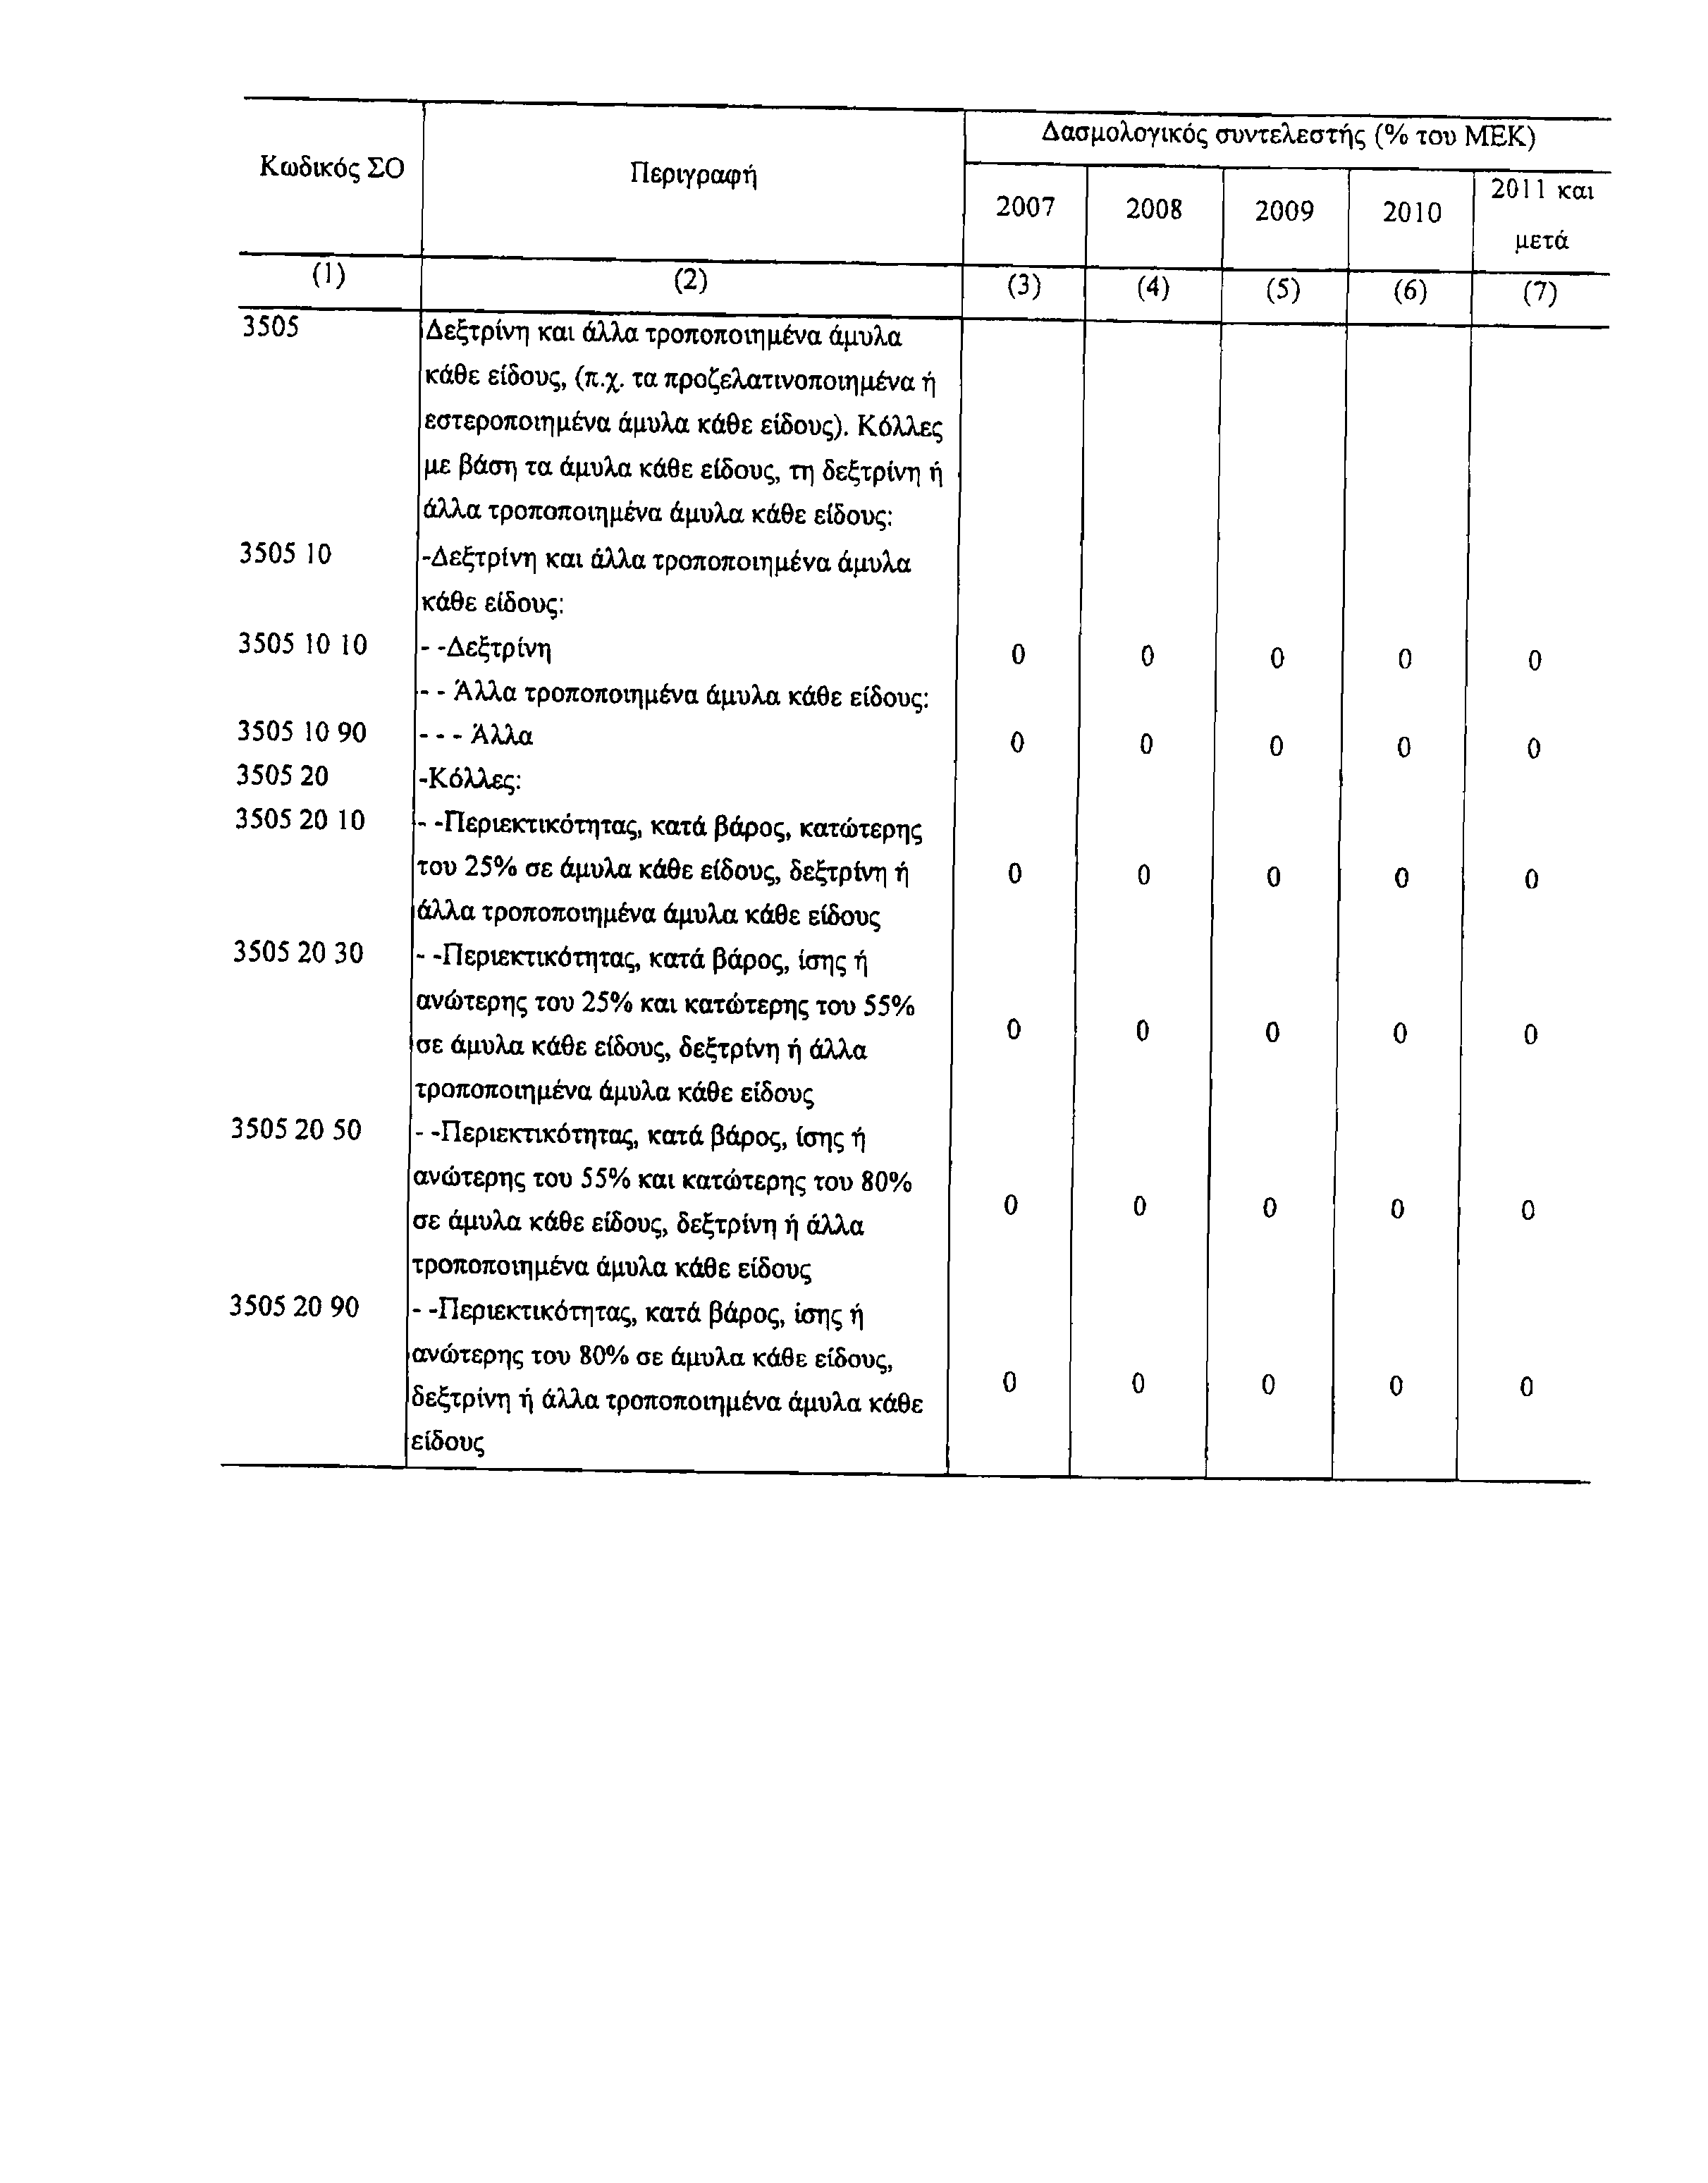 Κωδικός ΣΟ Περιγραφή Δασμολογικός συντελεστής (% του ΜΕΚ)
2007 2008 2009 2010 2011 και
μετά
(1) (2) (3) (4) (5) (6) (7)
3505 Δεξτρίνη και άλλα τροποποιημένα άμυλα
κάθε είδους, (π.χ. τα προζελατινοποιημένα ή
εστεροποιημένα άμυλα κάθε είδους). Κόλλες
με βάση τα άμυλα κάθε είδους, τη δεξτρίνη ή
άλλα τροποποιημένα άμυλα κάθε είδους:
3505 10 -Δεξτρίνη και άλλα τροποποιημένα άμυλα
κάθε είδους:
3505 10 10 - -Δεξτρίνη 0 0 0 0 0
- - Άλλα τροποποιημένα άμυλα κάθε είδους:
3505 10 90 - - - Άλλα 0 0 0 0 0
3505 20 -Κόλλες:
3505 20 10 - -Περιεκτικότητας, κατά βάρος, κατώτερης
του 25% σε άμυλα κάθε είδους, δεξτρίνη ή 0 0 0 0 0
άλλα τροποποιημένα άμυλα κάθε είδους
3505 20 30 - -Περιεκτικότητας, κατά βάρος, ίσης ή
ανώτερης του 25% και κατώτερης του 55%
σε άμυλα κάθε είδους, δεξτρίνη ή άλλα 0 0 0 0 0
τροποποιημένα άμυλα κάθε είδους
3505 20 50 - -Περιεκτικότητας, κατά βάρος, ίσης ή
ανώτερης του 55% και κατώτερης του 80%
σε άμυλα κάθε είδους, δεξτρίνη ή άλλα 0 0 0 0 0
τροποποιημένα άμυλα κάθε είδους
3505 20 90 - -Περιεκτικότητας, κατά βάρος, ίσης ή
ανώτερης του 80% σε άμυλα κάθε είδους,
δεξτρίνη ή άλλα τροποποιημένα άμυλα κάθε 0 0 0 0 0
είδους